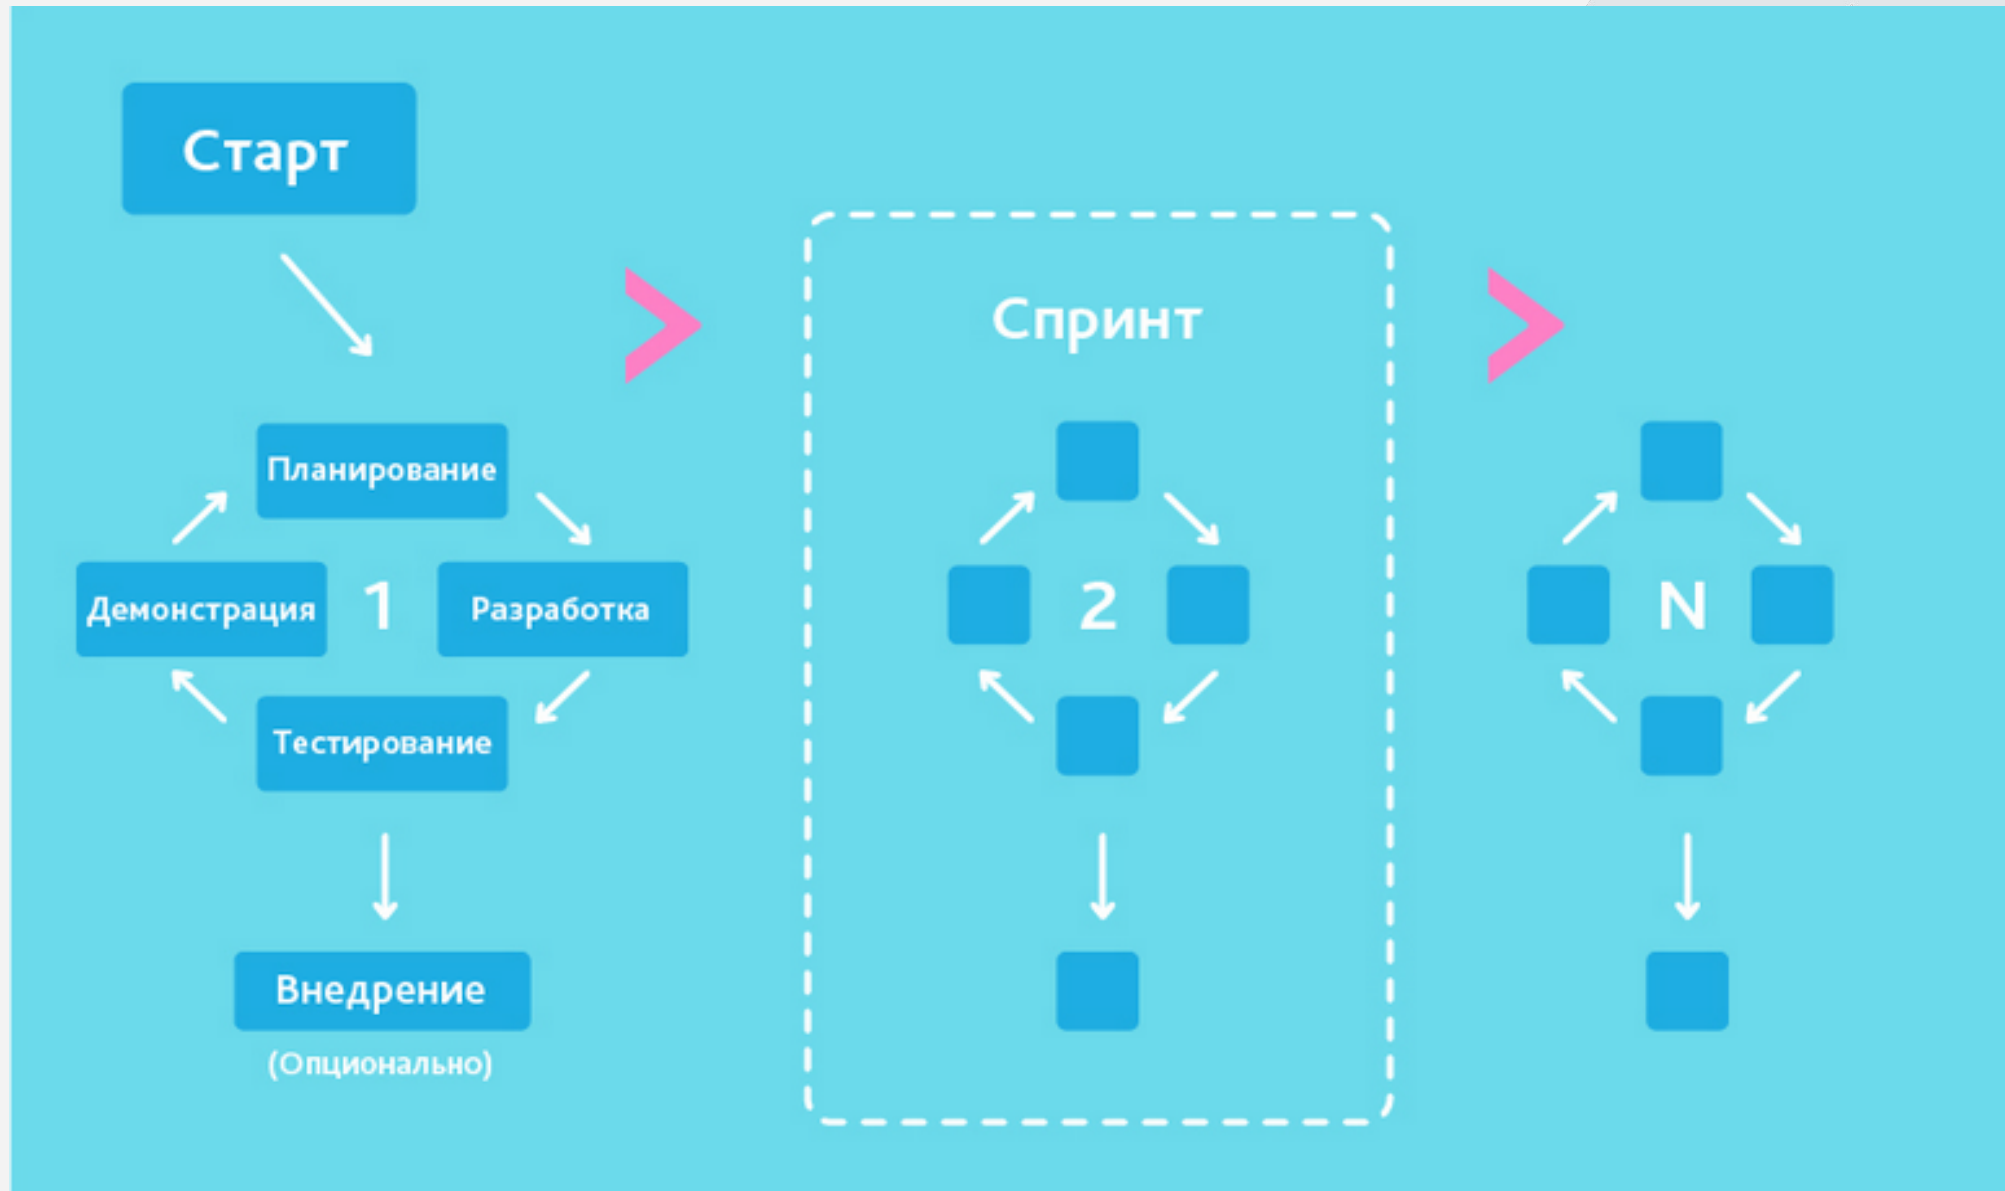 Старт
Планирование
Демонстрация
1
Разработка
Тестирование
Внедрение
(Опционально)
Спринт
2
N